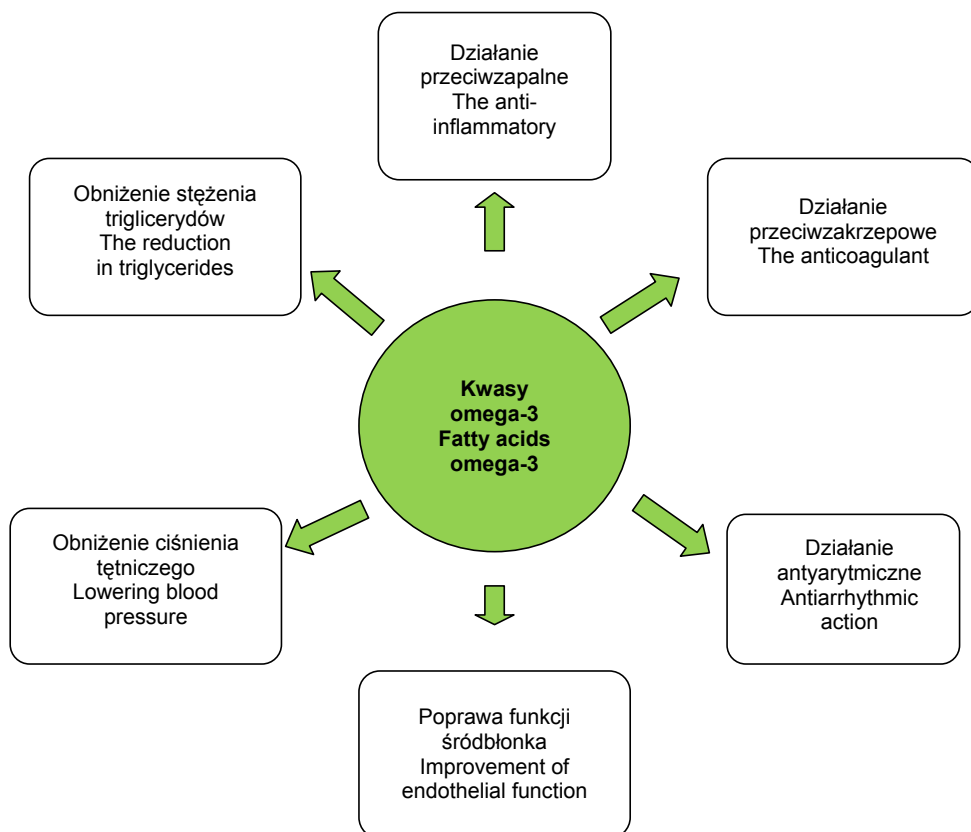 Działanie
przeciwzapalne
The anti-
inflammatory
Obniżenie stężenia
triglicerydów
The reduction
in triglycerides
Działanie
przeciwzakrzepowe
The anticoagulant
Kwasy
omega-3
Fatty acids
omega-3
Obniżenie ciśnienia
tętniczego
Lowering blood
pressure
Działanie
antyarytmiczne
Antiarrhythmic
action
Poprawa funkcji
śródbłonka
Improvement of
endothelial function